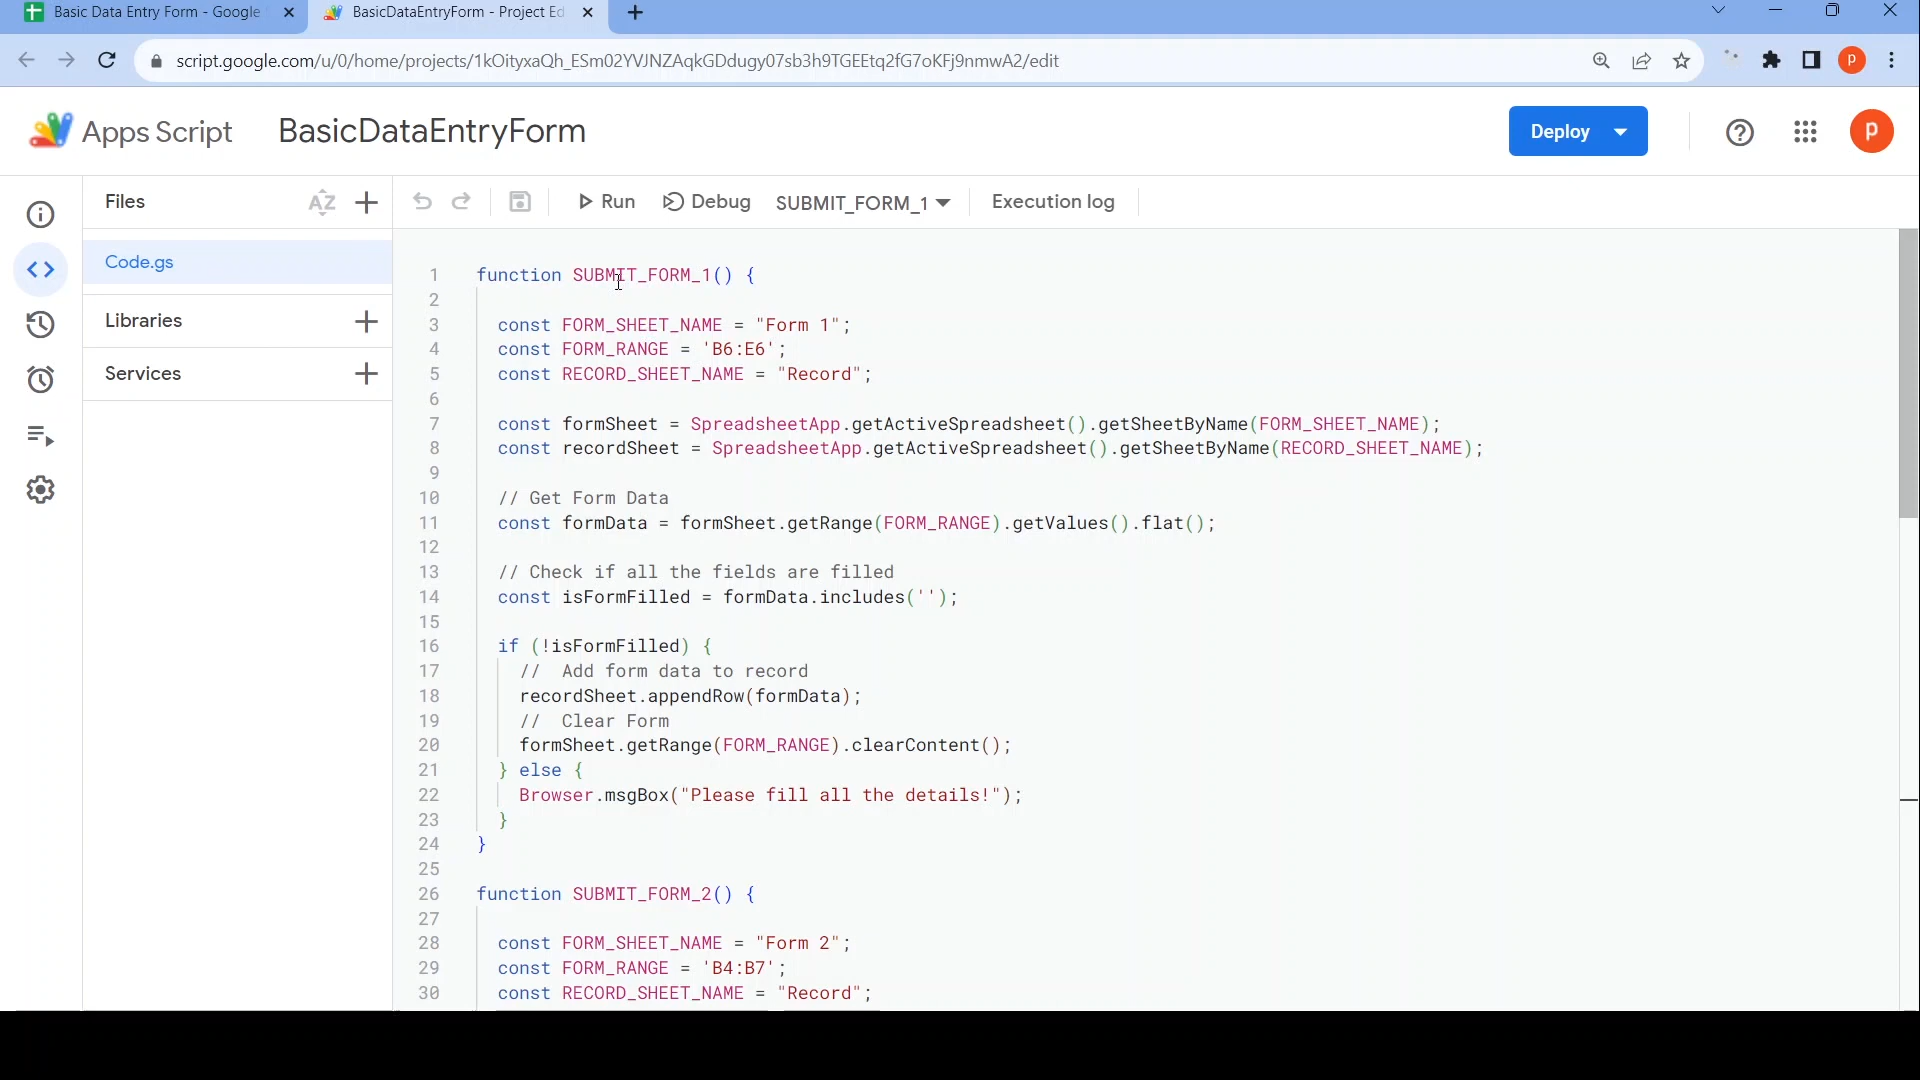 Basic Data Entry Form - Google
BasicDataEntryForm - Project Ed
script.google.com/u/0/home/projects/1kOityxaQh_ESm02YVJNZAqkGDdugy07sb3h9TGEEtq2fG7oKFj9nmwA2/edit
P
Apps Script
BasicDataEntryForm
Deploy
p
Files
AZ
Run
Debug
SUBMIT_FORM_1
Execution log
Code.gs
Libraries
Services
1 function SUBMIT_FORM_1() {
2
3 const FORM_SHEET_NAME = "Form 1";
4 const FORM_RANGE = 'B6:E6';
5 const RECORD_SHEET_NAME = "Record";
6
7 const formSheet = SpreadsheetApp.getActiveSpreadsheet().getSheetByName(FORM_SHEET_NAME);
8 const recordSheet = SpreadsheetApp.getActiveSpreadsheet().getSheetByName(RECORD_SHEET_NAME);
9
10 // Get Form Data
11 const formData = formSheet.getRange(FORM_RANGE).getValues().flat();
12
13 // Check if all the fields are filled
14 const isFormFilled = formData.includes('');
15
16 if (!isFormFilled) {
17 //  Add form data to record
18 recordSheet.appendRow(formData);
19 //  Clear Form
20 formSheet.getRange(FORM_RANGE).clearContent();
21 } else {
22 Browser.msgBox("Please fill all the details!");
23 }
24 }
25
26 function SUBMIT_FORM_2() {
27
28 const FORM_SHEET_NAME = "Form 2";
29 const FORM_RANGE = 'B4:B7';
30 const RECORD_SHEET_NAME = "Record";